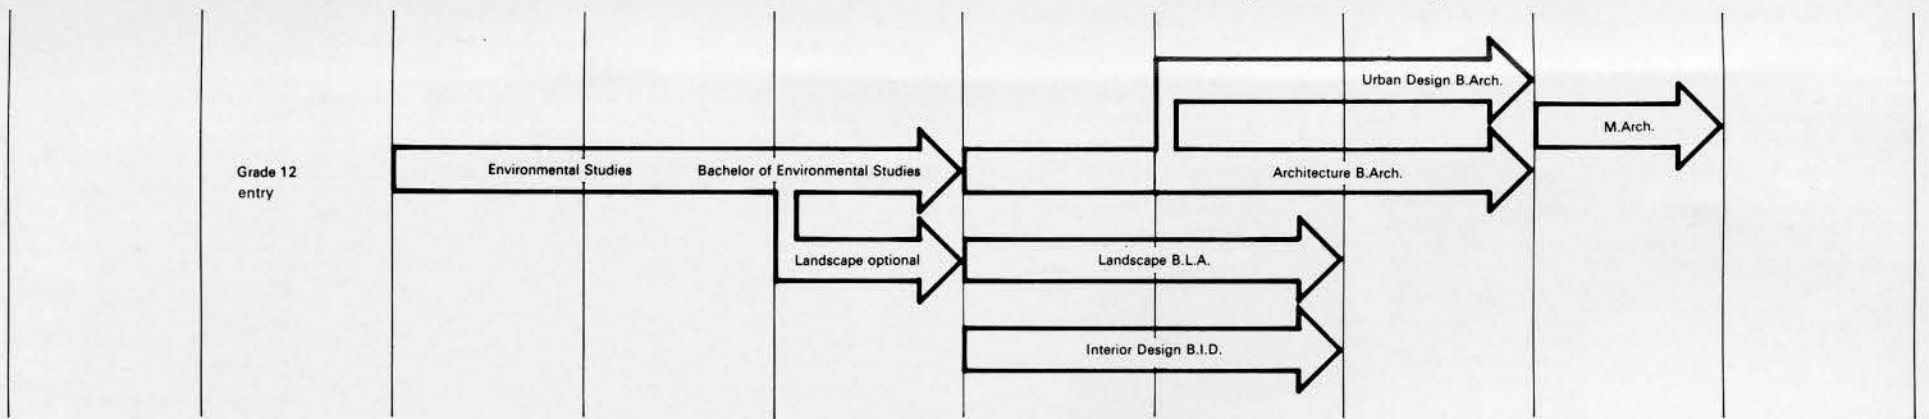 Urban Design B.Arch.
M.Arch.
Grade 12
entry
Environmental Studies
Bachelor of Environmental Studies
Architecture B.Arch.
Landscape optional
Landscape B.L.A.
Interior Design B.I.D.